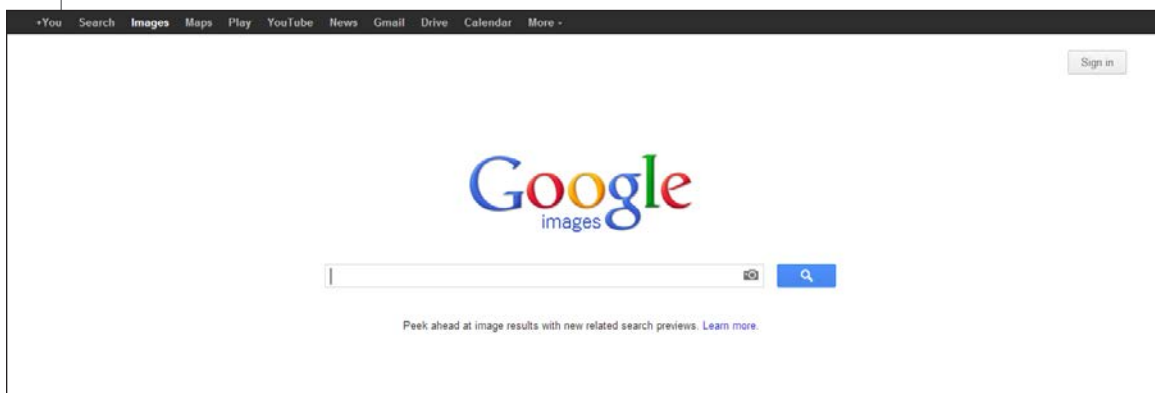 +You Search Images Maps Play YouTube News Gmail Drive Calendar More
Sign in
Google
images
Peek ahead at image results with new related search previews. Learn more.